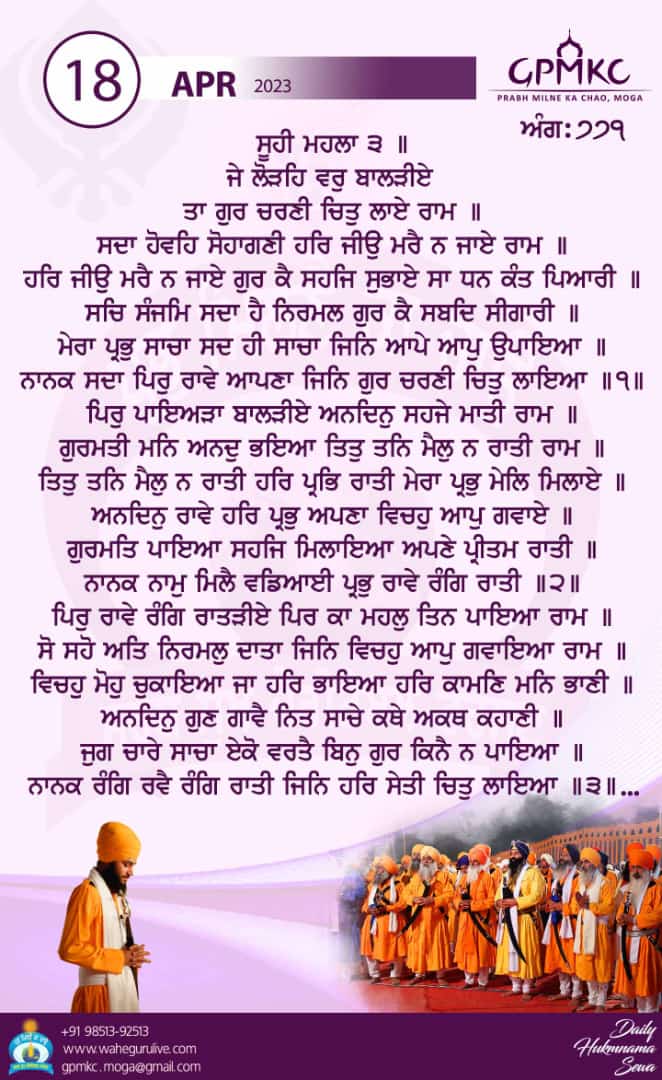 18
APR 2023
GPMKC
PRABH MILNE KA CHAO, MOGA
ਅੰਗ: ੭੭੧
ਸੂਹੀ ਮਹਲਾ ੩ ॥
ਜੇ ਲੋੜਹਿ ਵਰੁ ਬਾਲੜੀਏ
ਤਾ ਗੁਰ ਚਰਣੀ ਚਿਤੁ ਲਾਏ ਰਾਮ ॥
ਸਦਾ ਹੋਵਹਿ ਸੋਹਾਗਣੀ ਹਰਿ ਜੀਉ ਮਰੈ ਨ ਜਾਏ ਰਾਮ ॥
ਹਰਿ ਜੀਉ ਮਰੈ ਨ ਜਾਏ ਗੁਰ ਕੈ ਸਹਜਿ ਸੁਭਾਏ ਸਾ ਧਨ ਕੰਤ ਪਿਆਰੀ ॥
ਸਚਿ ਸੰਜਮਿ ਸਦਾ ਹੈ ਨਿਰਮਲ ਗੁਰ ਕੈ ਸਬਦਿ ਸੀਗਾਰੀ ॥
ਮੇਰਾ ਪ੍ਰਭੁ ਸਾਚਾ ਸਦ ਹੀ ਸਾਚਾ ਜਿਨਿ ਆਪੇ ਆਪੁ ਉਪਾਇਆ ॥
ਨਾਨਕ ਸਦਾ ਪਿਰੁ ਰਾਵੇ ਆਪਣਾ ਜਿਨਿ ਗੁਰ ਚਰਣੀ ਚਿਤੁ ਲਾਇਆ ॥੧॥
ਪਿਰੁ ਪਾਇਅੜਾ ਬਾਲੜੀਏ ਅਨਦਿਨੁ ਸਹਜੇ ਮਾਤੀ ਰਾਮ ॥
ਗੁਰਮਤੀ ਮਨਿ ਅਨਦੁ ਭਇਆ ਤਿਤੁ ਤਨਿ ਮੈਲੁ ਨ ਰਾਤੀ ਰਾਮ ॥
ਤਿਤੁ ਤਨਿ ਮੈਲੁ ਨ ਰਾਤੀ ਹਰਿ ਪ੍ਰਭਿ ਰਾਤੀ ਮੇਰਾ ਪ੍ਰਭੁ ਮੇਲਿ ਮਿਲਾਏ ॥
ਅਨਦਿਨੁ ਰਾਵੇ ਹਰਿ ਪ੍ਰਭੁ ਅਪਣਾ ਵਿਚਹੁ ਆਪੁ ਗਵਾਏ ॥
ਗੁਰਮਤਿ ਪਾਇਆ ਸਹਜਿ ਮਿਲਾਇਆ ਅਪਣੇ ਪ੍ਰੀਤਮ ਰਾਤੀ ॥
ਨਾਨਕ ਨਾਮੁ ਮਿਲੈ ਵਡਿਆਈ ਪ੍ਰਭੁ ਰਾਵੇ ਰੰਗਿ ਰਾਤੀ ॥੨॥
ਪਿਰੁ ਰਾਵੇ ਰੰਗਿ ਰਾਤੜੀਏ ਪਿਰ ਕਾ ਮਹਲੁ ਤਿਨ ਪਾਇਆ ਰਾਮ ॥
ਸੋ ਸਹੋ ਅਤਿ ਨਿਰਮਲੁ ਦਾਤਾ ਜਿਨਿ ਵਿਚਹੁ ਆਪੁ ਗਵਾਇਆ ਰਾਮ ॥
ਵਿਚਹੁ ਮੋਹੁ ਚੁਕਾਇਆ ਜਾ ਹਰਿ ਭਾਇਆ ਹਰਿ ਕਾਮਣਿ ਮਨਿ ਭਾਣੀ ॥
ਅਨਦਿਨੁ ਗੁਣ ਗਾਵੈ ਨਿਤ ਸਾਚੇ ਕਥੇ ਅਕਥ ਕਹਾਣੀ ॥
ਜੁਗ ਚਾਰੇ ਸਾਚਾ ਏਕੋ ਵਰਤੈ ਬਿਨੁ ਗੁਰ ਕਿਨੈ ਨ ਪਾਇਆ ॥
ਨਾਨਕ ਰੰਗਿ ਰਵੈ ਰੰਗਿ ਰਾਤੀ ਜਿਨਿ ਹਰਿ ਸੇਤੀ ਚਿਤੁ ਲਾਇਆ ॥੩॥...
+91 98513-92513
www.wahegurulive.com
gpmkc.moga@gmail.com
Daily
Hukmnama
Sewa